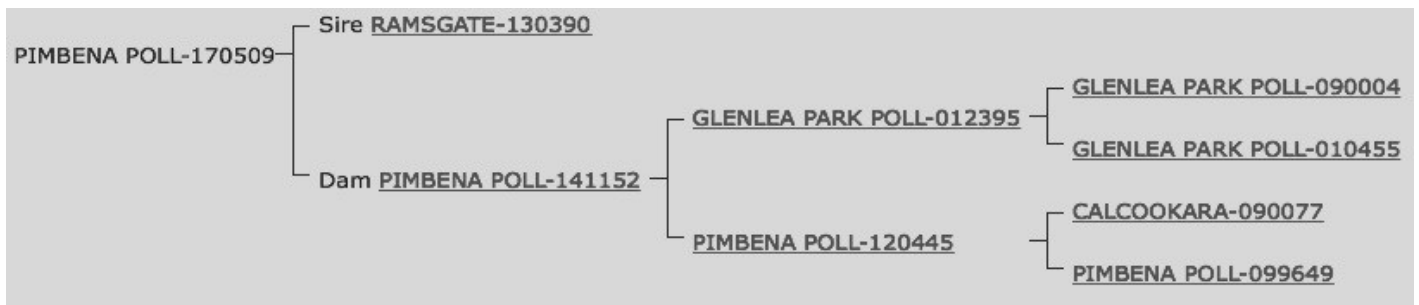 Sire RAMSGATE-130390
PIMBENA POLL-170509
GLENLEA PARK POLL-090004
GLENLEA PARK POLL-012395
GLENLEA PARK POLL-010455
Dam PIMBENA POLL-141152
CALCOOKARA-090077
PIMBENA POLL-120445
PIMBENA POLL-099649